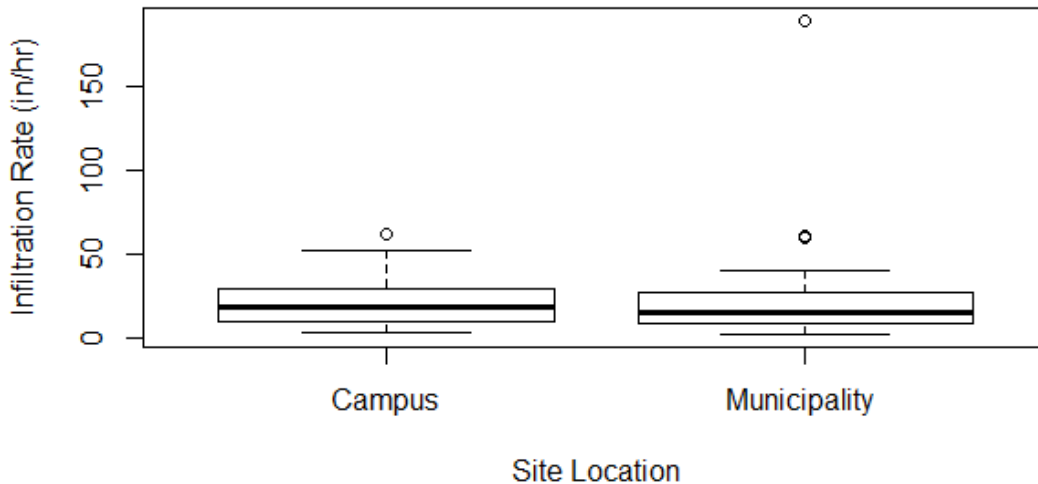 Infiltration Rate (in/hr)
150
100
50
0
Campus
Municipality
Site Location